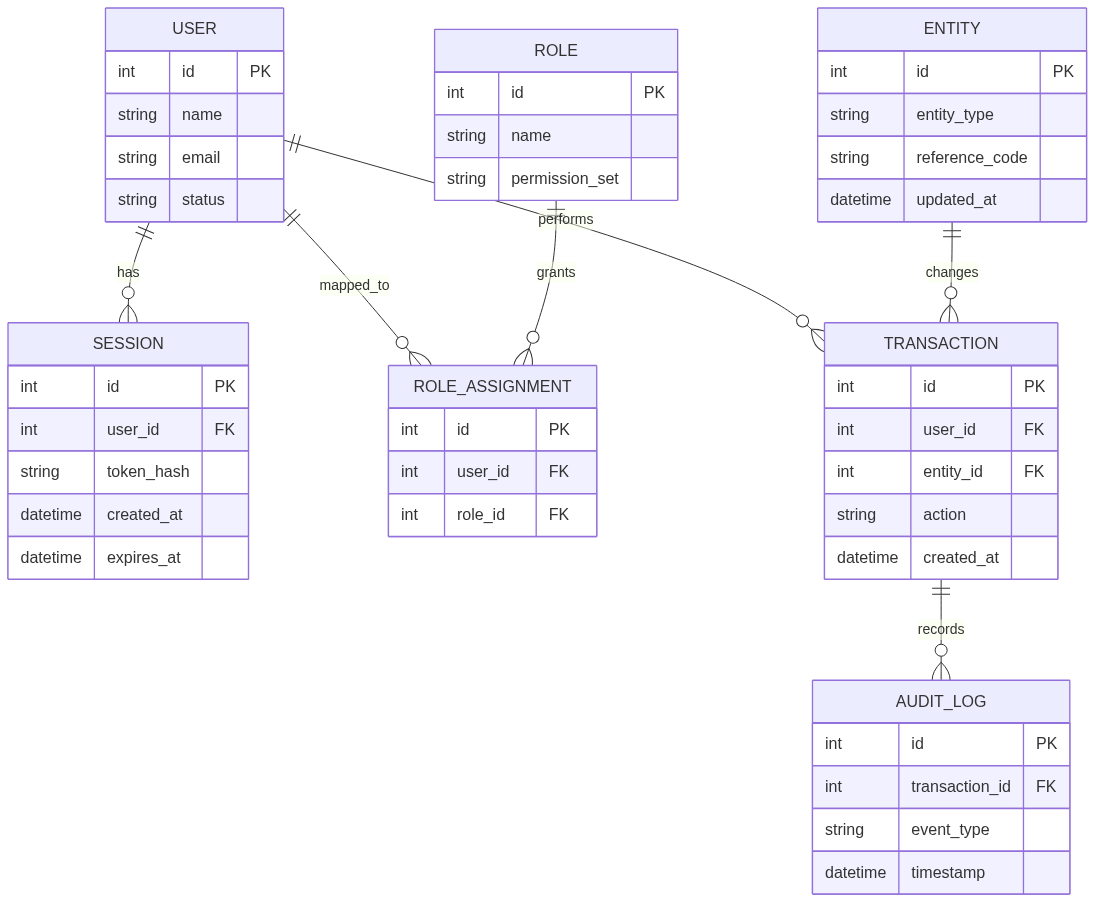 USER
int id PK
string name
string email
string status
ROLE
int id PK
string name
string permission_set
ENTITY
int id PK
string entity_type
string reference_code
datetime updated_at
performs
has
mapped_to
grants
changes
SESSION
int id PK
int user_id FK
string token_hash
datetime created_at
datetime expires_at
ROLE_ASSIGNMENT
int id PK
int user_id FK
int role_id FK
TRANSACTION
int id PK
int user_id FK
int entity_id FK
string action
datetime created_at
records
AUDIT_LOG
int id PK
int transaction_id FK
string event_type
datetime timestamp